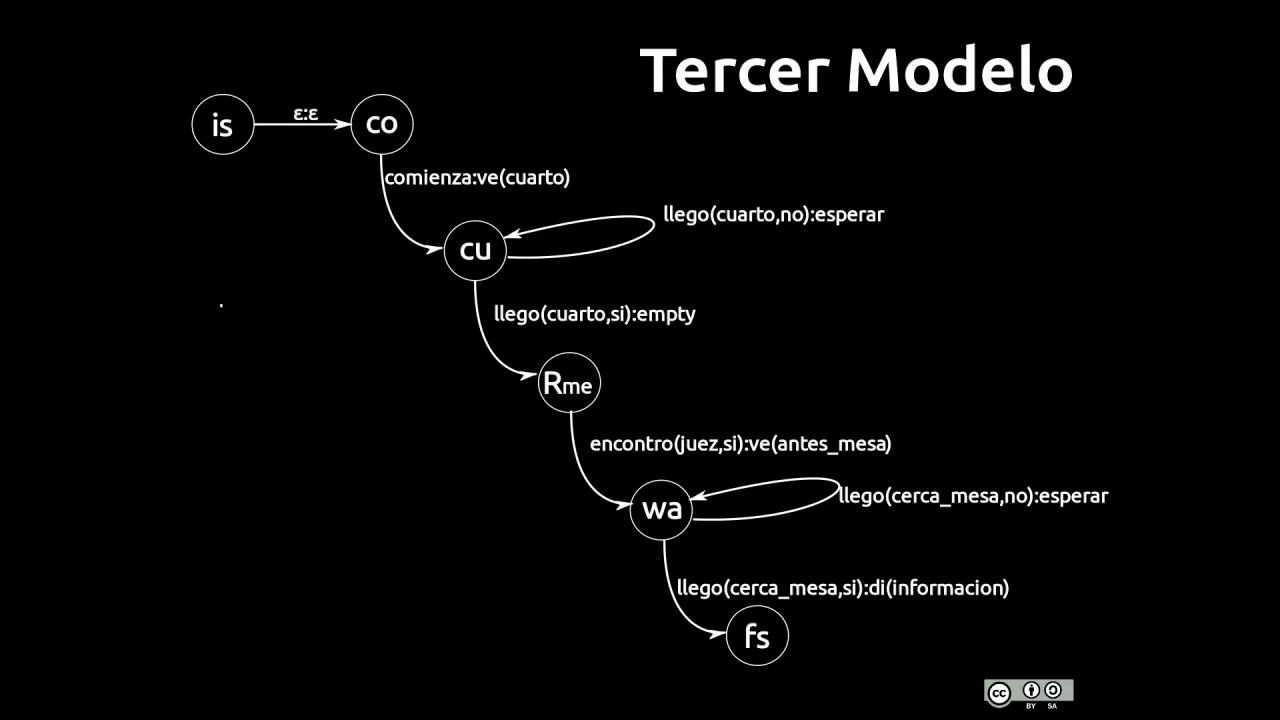 Tercer Modelo
is
ε:ε
co
comienza:ve(cuarto)
llego(cuarto,no):esperar
cu
llego(cuarto,si):empty
Rme
encontro(juez,si):ve(antes_mesa)
llego(cerca_mesa,no):esperar
wa
llego(cerca_mesa,si):di(informacion)
fs
cc
BY SA